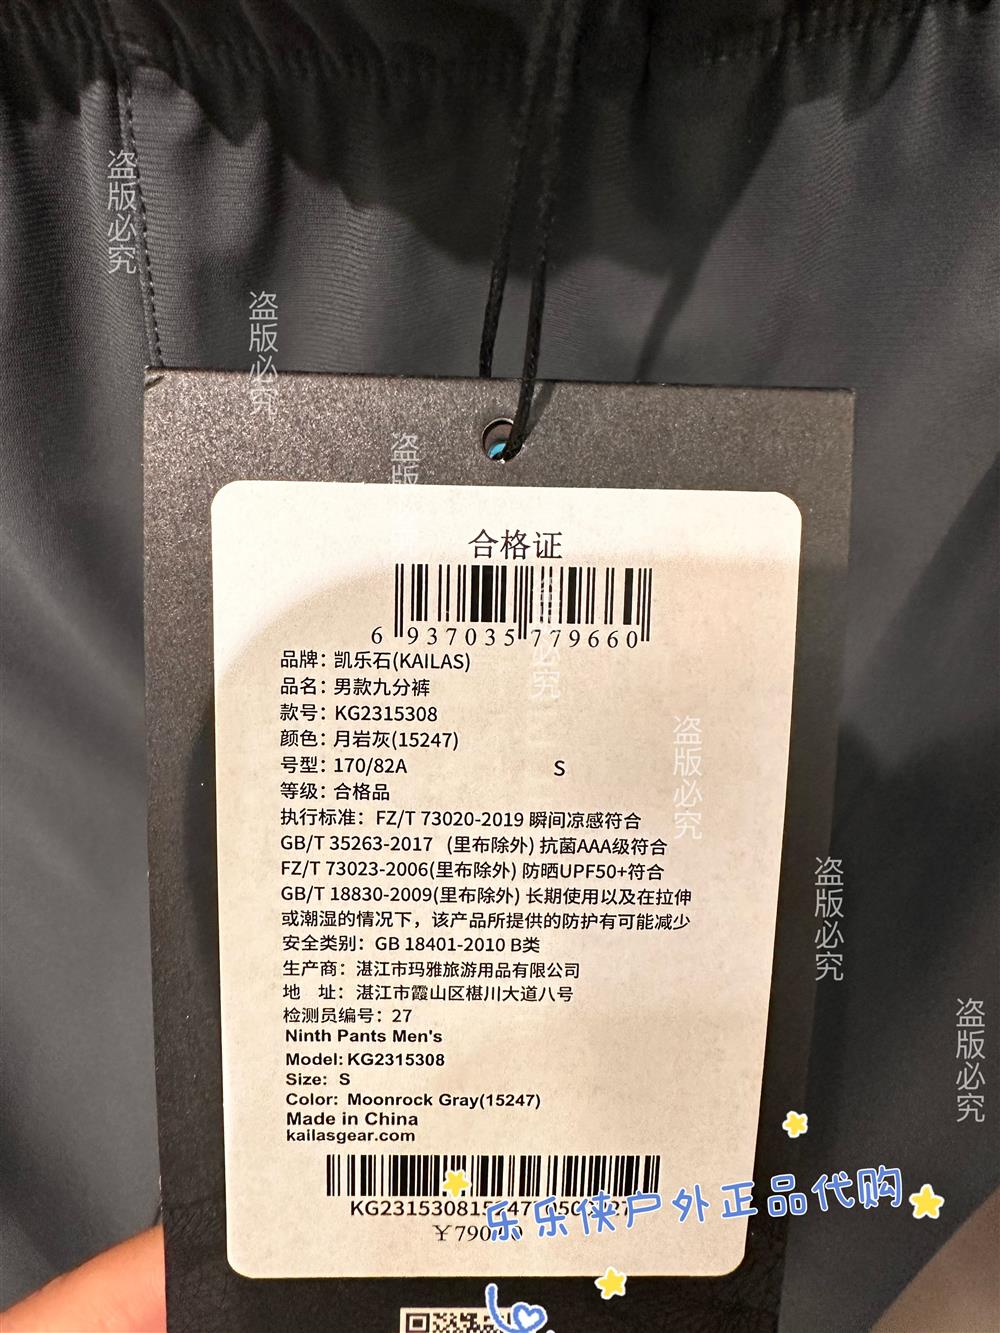 合格证
6 937035 779660
品牌：凯乐石(KAILAS)
品名：男款九分裤
款号：KG2315308
颜色：月岩灰(15247)
号型：170/82A S
等级：合格品
执行标准：FZ/T 73020-2019 瞬间凉感符合
GB/T 35263-2017 (里布除外) 抗菌AAA级符合
FZ/T 73023-2006(里布除外) 防晒UPF50+符合
GB/T 18830-2009(里布除外) 长期使用以及在拉伸
或潮湿的情况下，该产品所提供的防护有可能减少
安全类别：GB 18401-2010 B类
生产商：湛江市玛雅旅游用品有限公司
地 址：湛江市霞山区椹川大道八号
检测员编号：27
Ninth Pants Men's
Model: KG2315308
Size: S
Color: Moonrock Gray(15247)
Made in China
kailasgear.com
乐乐侠户外正品代购
盗版必究
盗版必究
盗版
必究
盗版必究
盗版必究
盗版必究